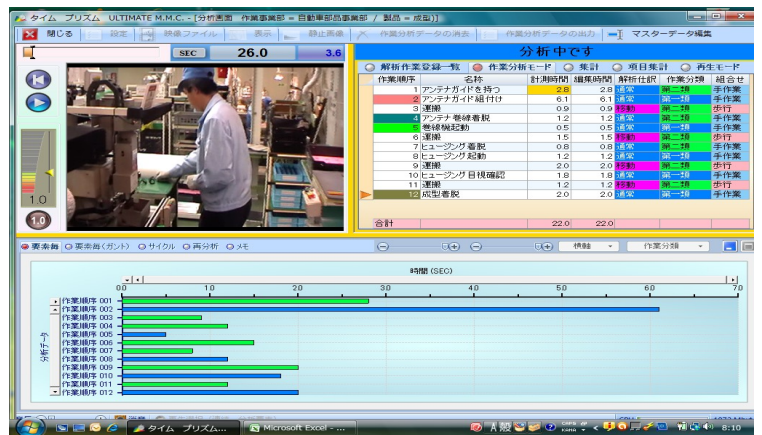 タイム プリズム ULTIMATE M.M.C. - [分析画面 作業事業部 = 自動車部品事業部 / 製品 = 成型)]
閉じる 設定 映像ファイル 表示 静止画像 作業分析データの消去 作業分析データの出力 マスターデータ編集
SEC 26.0 3.6
分析中です
解析作業登録一覧 作業分析モード 集計 項目集計 再生モード
作業順序 名称 計測時間 編集時間 解析仕訳 作業分類 組合せ
1 アンテナガイドを持つ 2.8 2.8 通常 第二類 手作業
2 アンテナガイド組付け 6.1 6.1 通常 第一類 手作業
3 運搬 0.9 0.9 移動 第二類 歩行
4 アンテナ巻線着脱 1.2 1.2 通常 第二類 手作業
5 巻線機起動 0.5 0.5 通常 第一類 手作業
6 運搬 1.5 1.5 移動 第二類 歩行
7 ヒュージング着脱 0.8 0.8 通常 第二類 手作業
8 ヒュージング起動 1.2 1.2 通常 第一類 手作業
9 運搬 2.0 2.0 移動 第二類 歩行
10 ヒュージング目視確認 1.8 1.8 通常 第一類 手作業
11 運搬 1.2 1.2 移動 第二類 歩行
12 成型着脱 2.0 2.0 通常 第一類 手作業
合計 22.0 22.0
1.0
1.0
要素毎 要素毎(ガント) サイクル 再分析 メモ 横軸 作業分類
時間 (SEC)
0.0 1.0 2.0 3.0 4.0 5.0 6.0 7.0
分析データ
作業順序 001
作業順序 002
作業順序 003
作業順序 004
作業順序 005
作業順序 006
作業順序 007
作業順序 008
作業順序 009
作業順序 010
作業順序 011
作業順序 012
タイム プリズム... Microsoft Excel - ... A 般 CAPS KANA 8:10